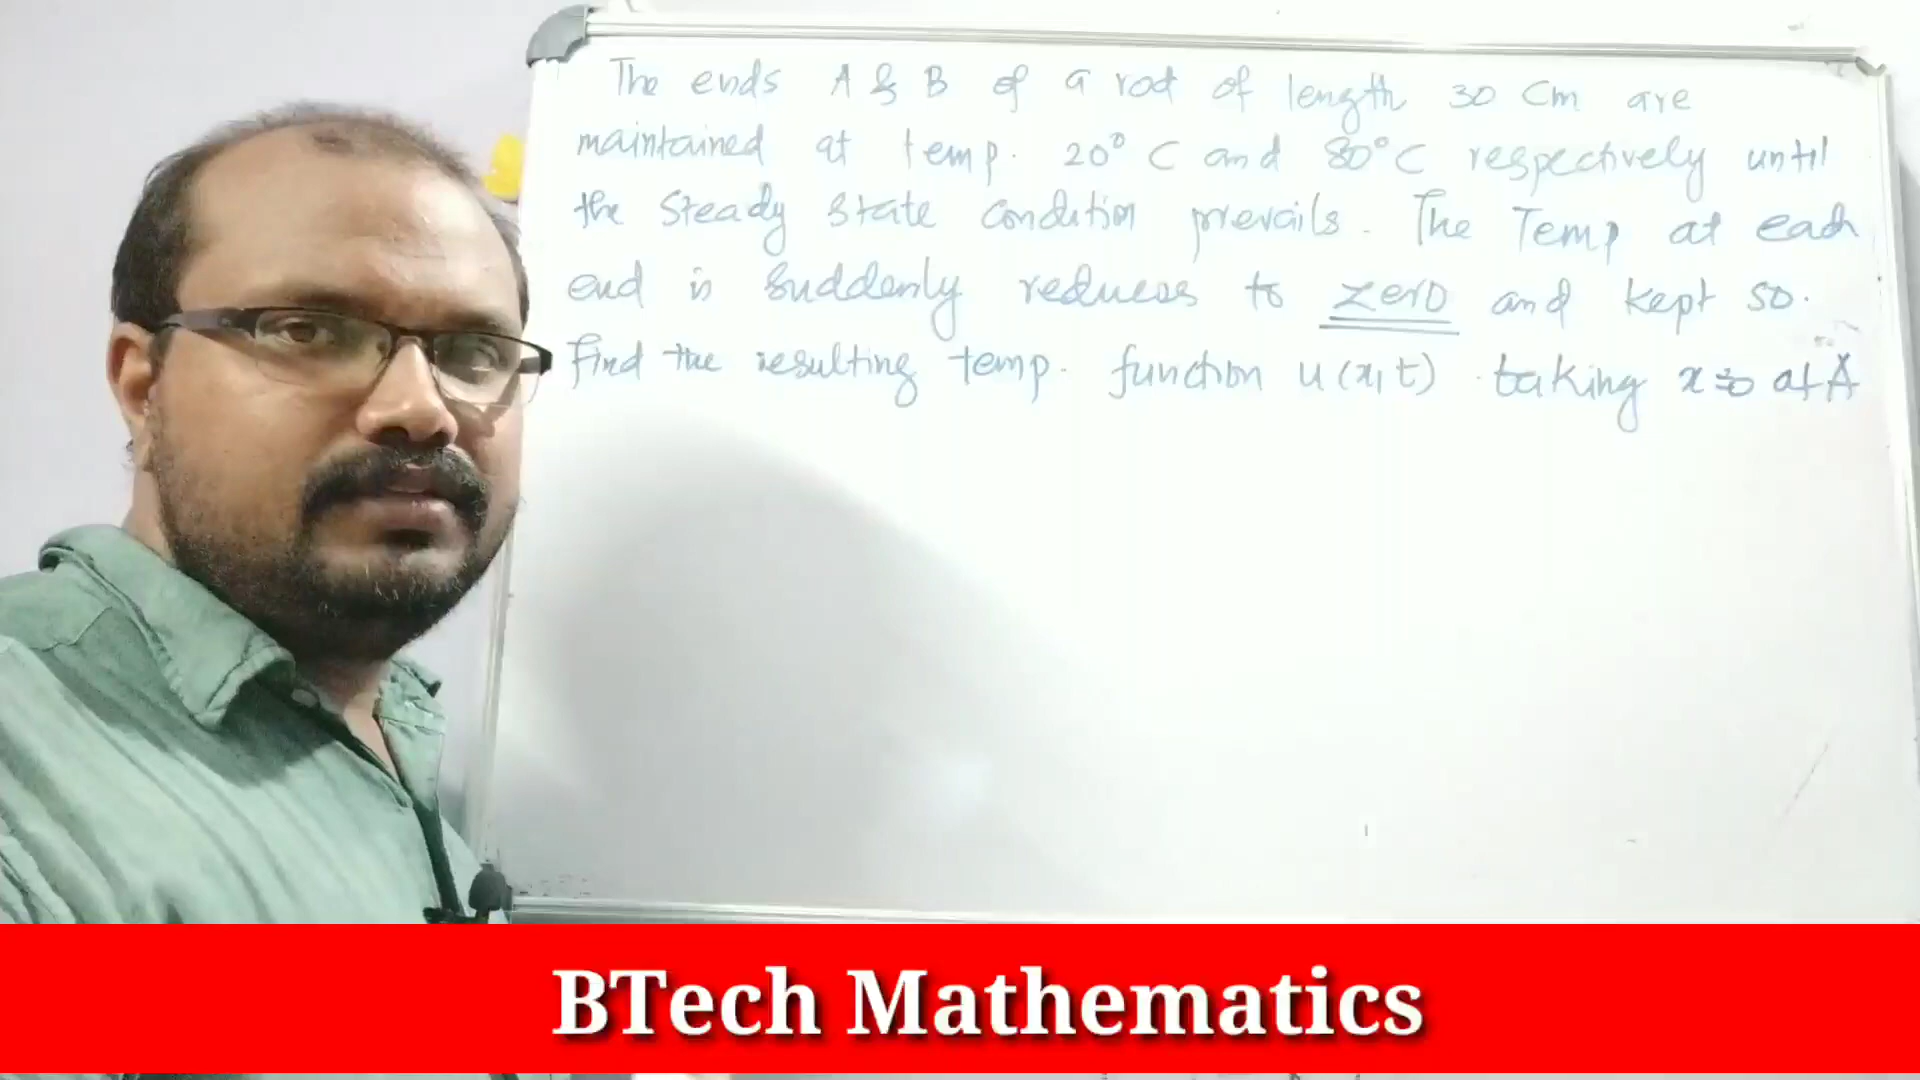 The ends A & B of a rod of length 30 Cm are
maintained at temp. 20° C and 80°C respectively until
the Steady State Condition prevails. The Temp at each
end is suddenly reduces to zero and kept so.
Find the resulting temp. function u(x,t) taking x=0 at A
BTech Mathematics